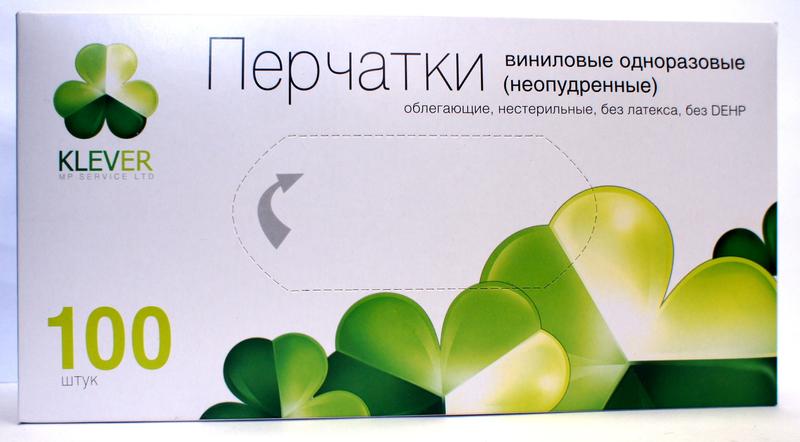 Перчатки
виниловые одноразовые
(неопудренные)
облегающие, нестерильные, без латекса, без DEHP
KLEVER
MP SERVICE LTD
100
штук